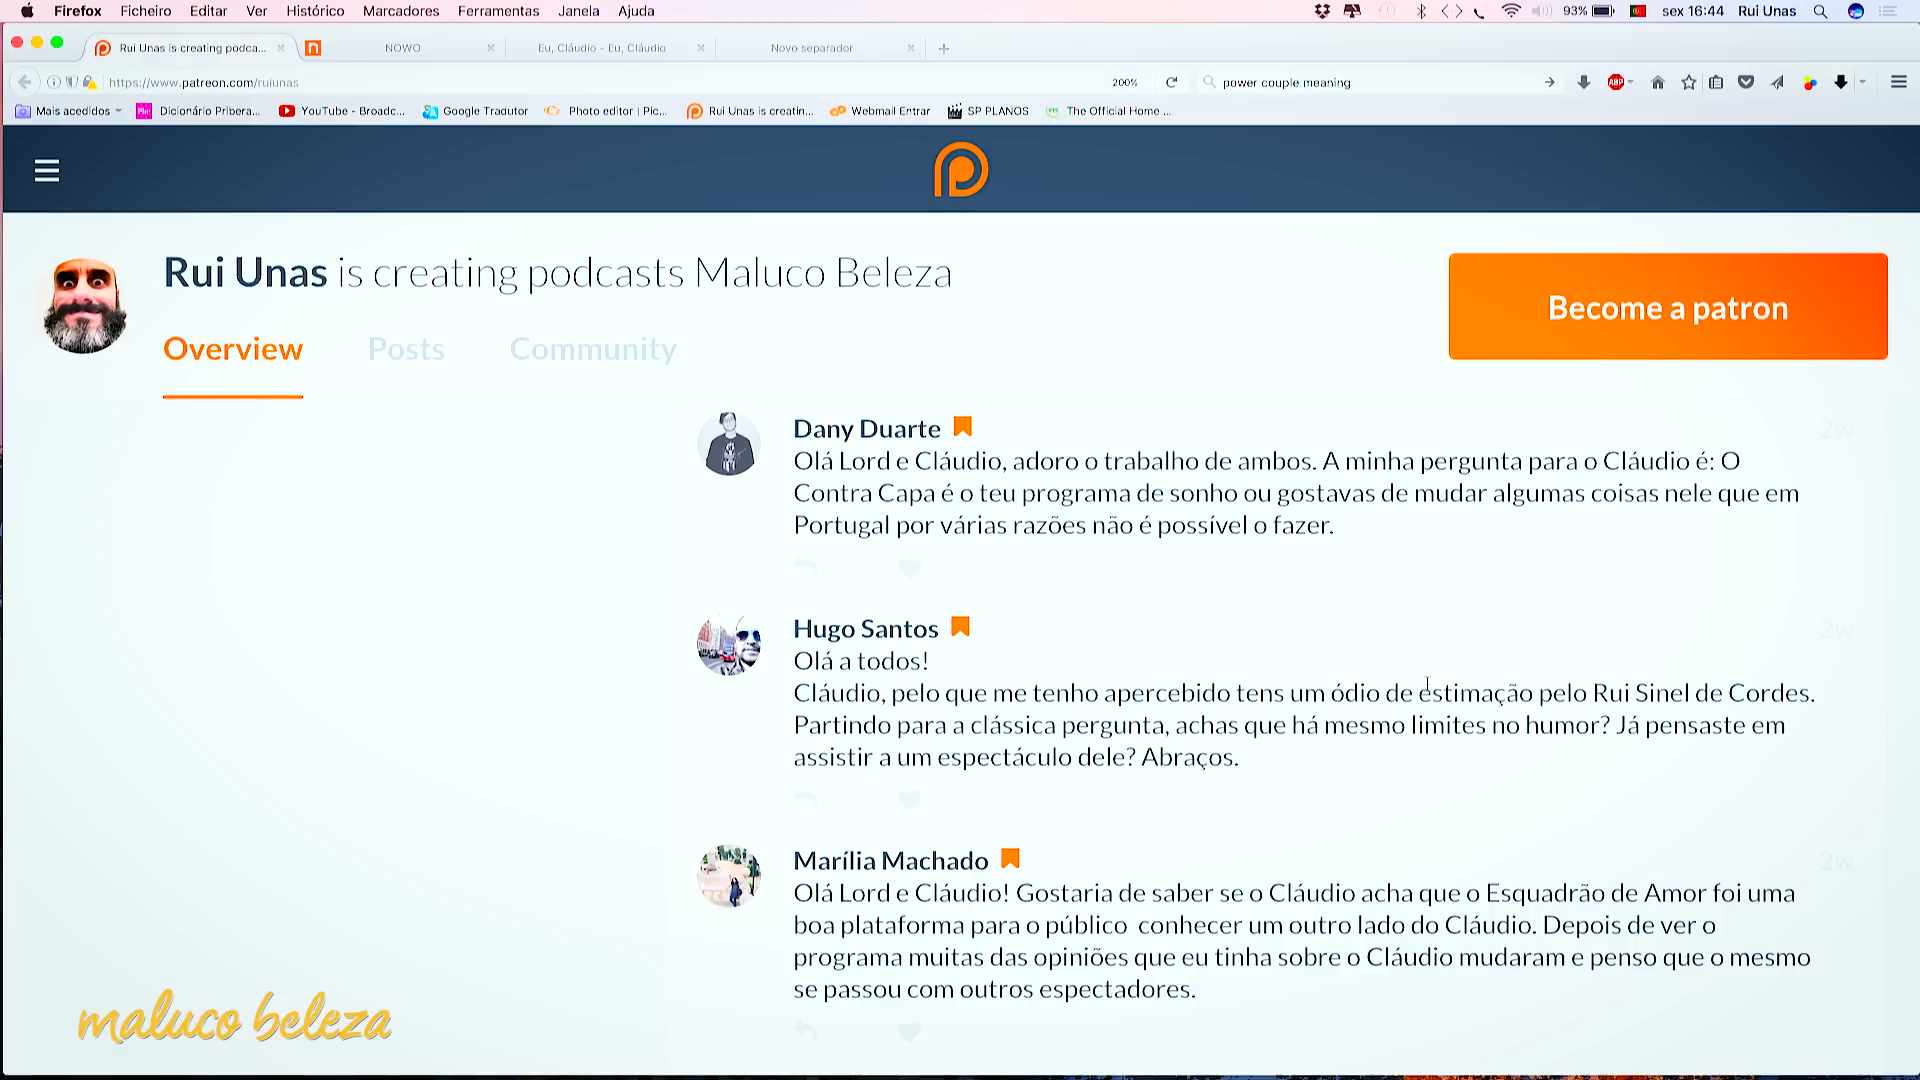 Firefox Ficheiro Editar Ver Histórico Marcadores Ferramentas Janela Ajuda 93% sex 16:44 Rui Unas
Rui Unas is creating podca... NOWO Eu, Cláudio - Eu, Cláudio Novo separador
https://www.patreon.com/ruiunas 200% power couple meaning
Mais acedidos Dicionário Pribera... YouTube - Broadc... Google Tradutor Photo editor | Pic... Rui Unas is creatin... Webmail Entrar SP PLANOS The Official Home ...
Rui Unas is creating podcasts Maluco Beleza
Become a patron
Overview Posts Community
Dany Duarte 2w
Olá Lord e Cláudio, adoro o trabalho de ambos. A minha pergunta para o Cláudio é: O
Contra Capa é o teu programa de sonho ou gostavas de mudar algumas coisas nele que em
Portugal por várias razões não é possível o fazer.
Hugo Santos 2w
Olá a todos!
Cláudio, pelo que me tenho apercebido tens um ódio de estimação pelo Rui Sinel de Cordes.
Partindo para a clássica pergunta, achas que há mesmo limites no humor? Já pensaste em
assistir a um espectáculo dele? Abraços.
Marília Machado 2w
Olá Lord e Cláudio! Gostaria de saber se o Cláudio acha que o Esquadrão de Amor foi uma
boa plataforma para o público conhecer um outro lado do Cláudio. Depois de ver o
programa muitas das opiniões que eu tinha sobre o Cláudio mudaram e penso que o mesmo
se passou com outros espectadores.
maluco beleza